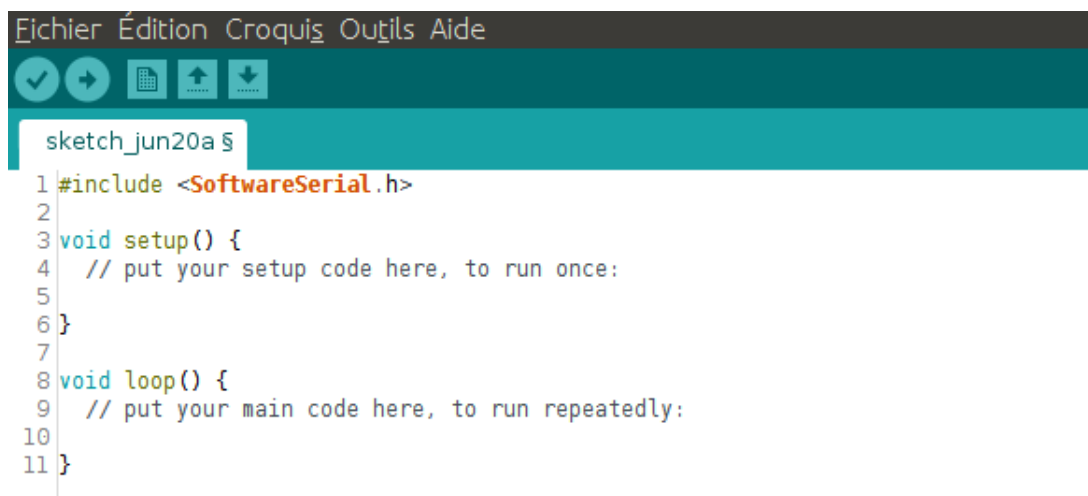 Fichier Édition Croquis Outils Aide
sketch_jun20a §
1 #include <SoftwareSerial.h>
2
3 void setup() {
4   // put your setup code here, to run once:
5
6 }
7
8 void loop() {
9   // put your main code here, to run repeatedly:
10
11 }